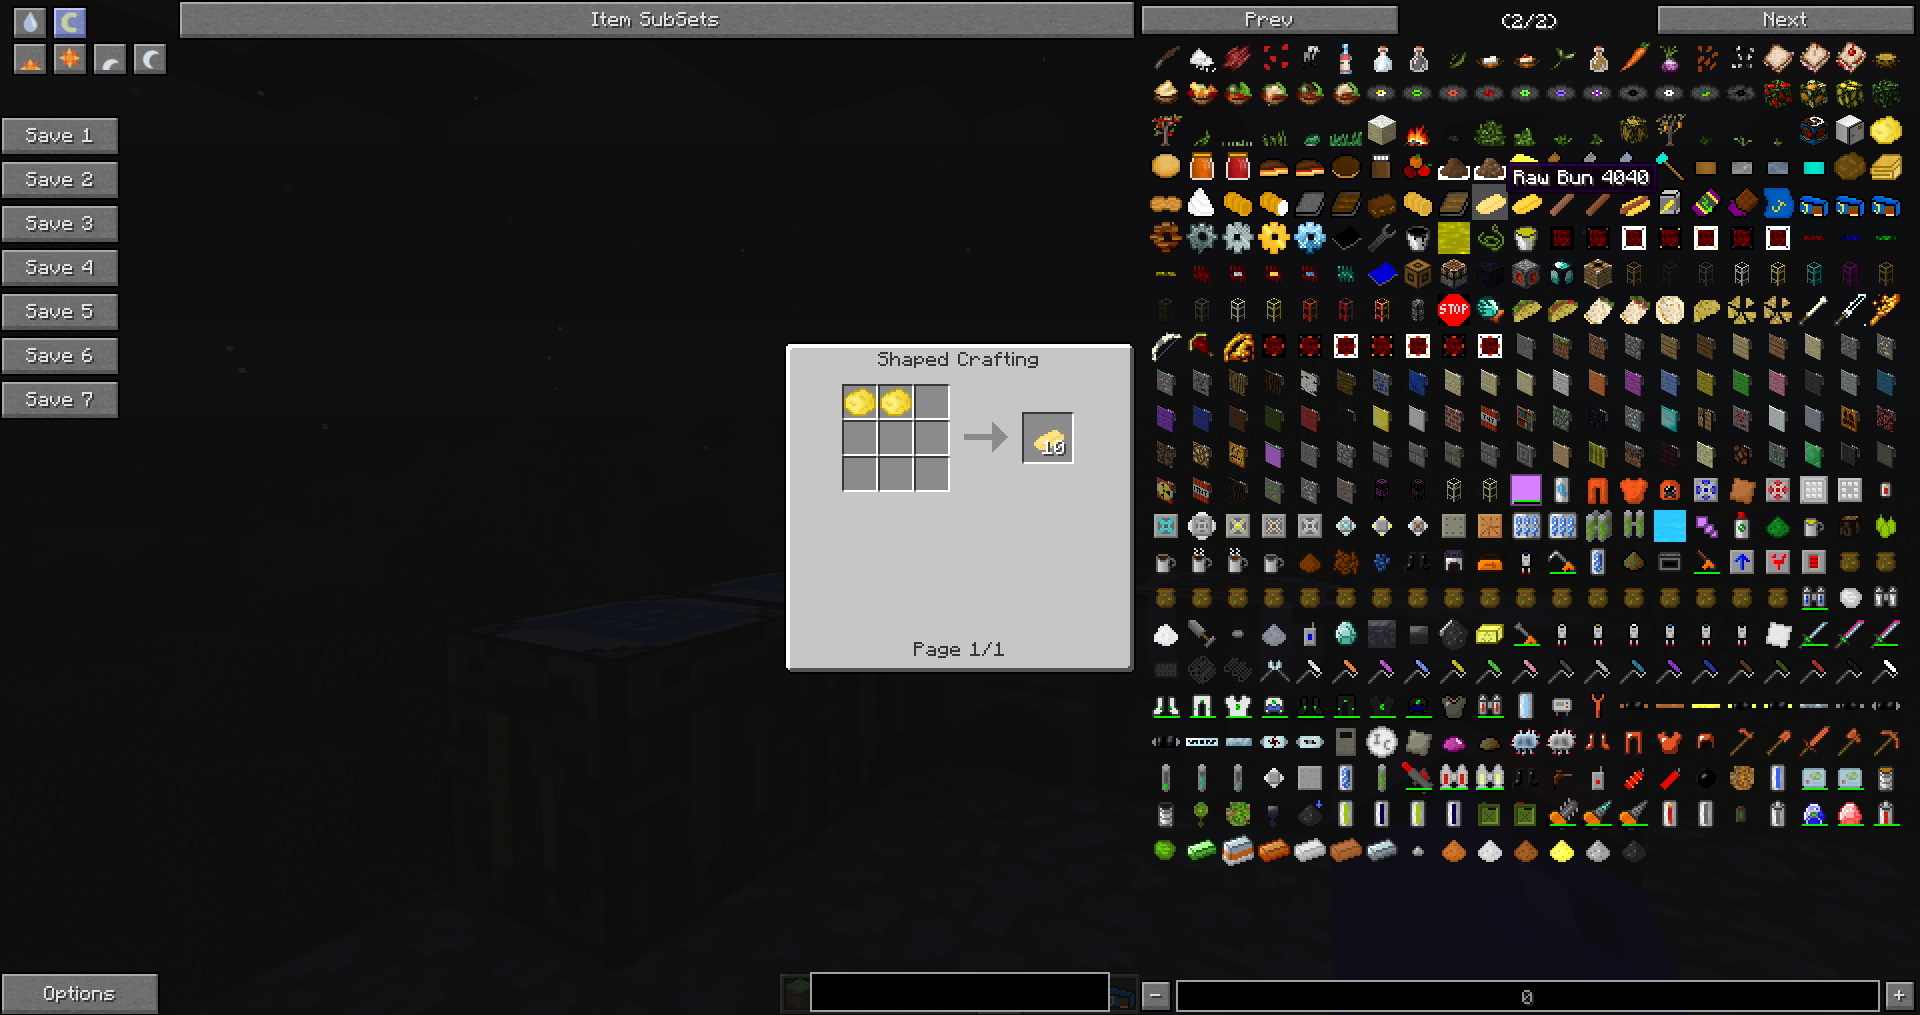 Item SubSets
Prev
(2/2)
Next
Save 1
Save 2
Save 3
Save 4
Save 5
Save 6
Save 7
Raw Bun 4040
STOP
Shaped Crafting
10
Page 1/1
Options
-
0
+